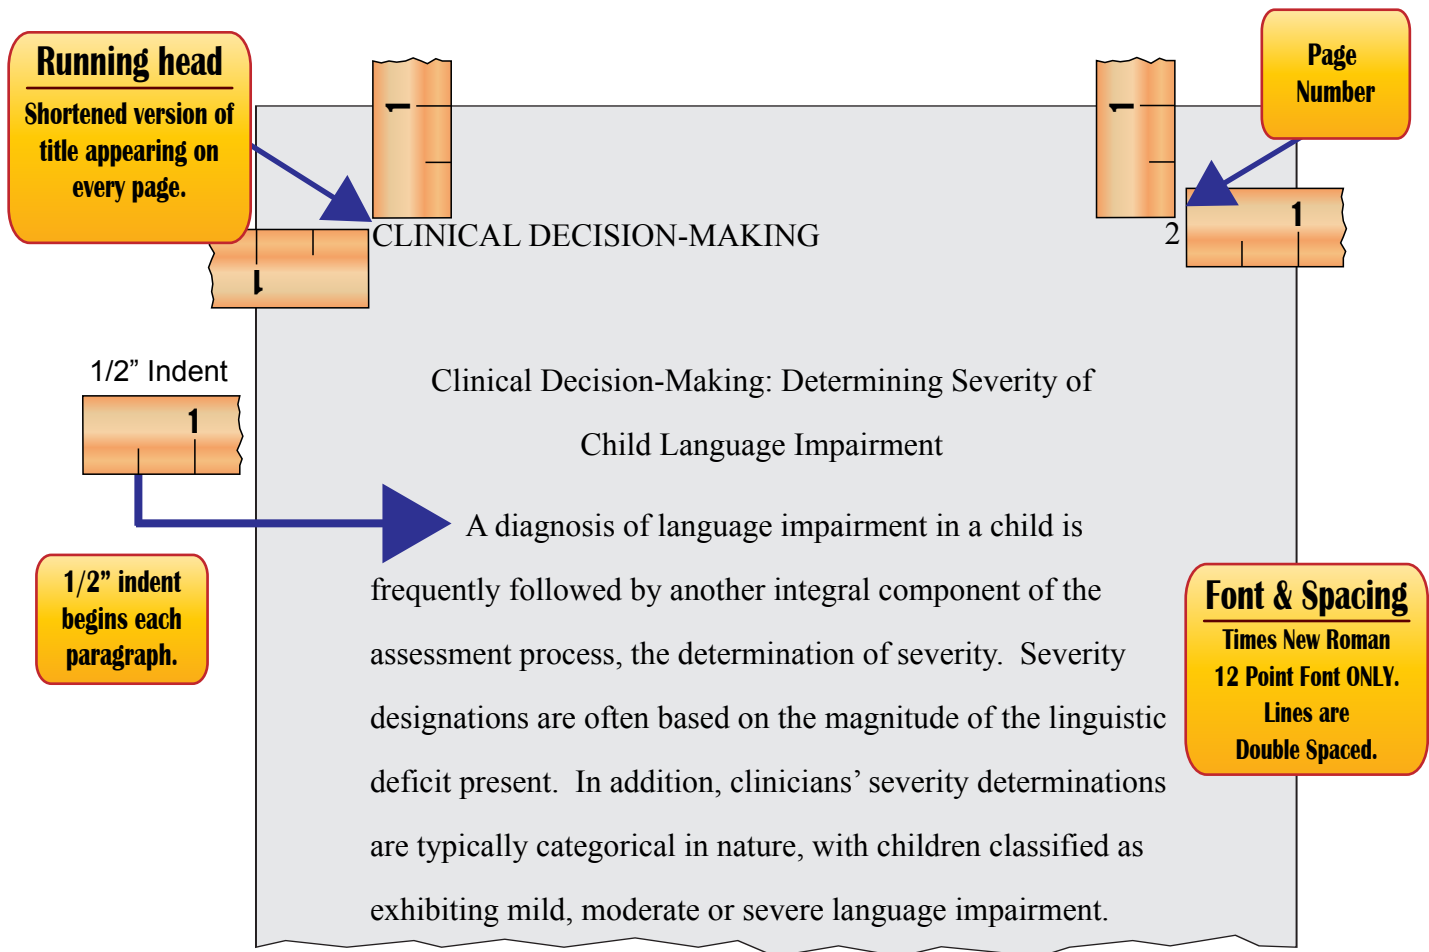 Running head
Shortened version of
title appearing on
every page.
1
1
Page
Number
CLINICAL DECISION-MAKING
2
1
1
1/2” Indent
1
Clinical Decision-Making: Determining Severity of
Child Language Impairment
A diagnosis of language impairment in a child is
frequently followed by another integral component of the
assessment process, the determination of severity.  Severity
designations are often based on the magnitude of the linguistic
deficit present.  In addition, clinicians’ severity determinations
are typically categorical in nature, with children classified as
exhibiting mild, moderate or severe language impairment.
1/2” indent
begins each
paragraph.
Font & Spacing
Times New Roman
12 Point Font ONLY.
Lines are
Double Spaced.